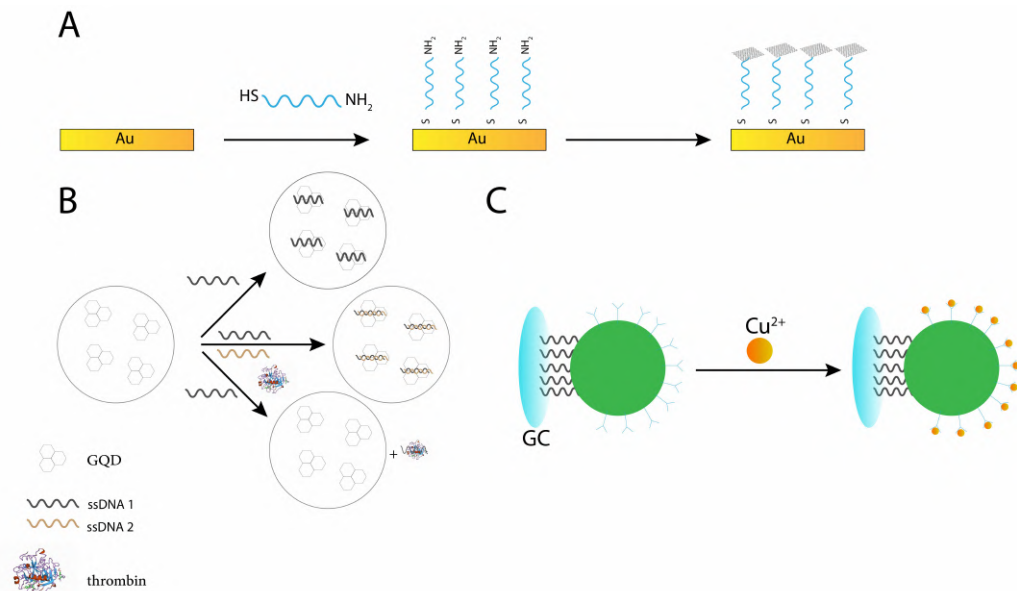 A
HS NH2
NH2 NH2 NH2 NH2
S S S S
S S S S
Au
Au
Au
B
C
Cu2+
GC
+
GQD
ssDNA 1
ssDNA 2
thrombin